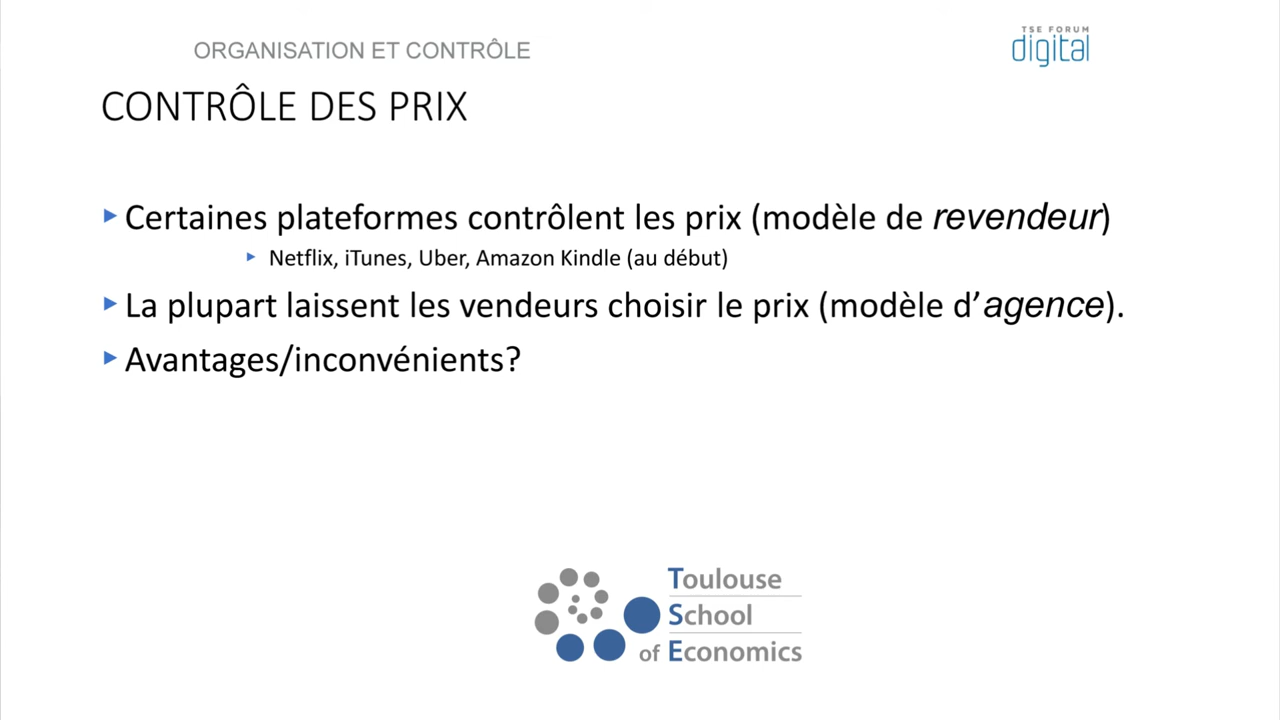 ORGANISATION ET CONTRÔLE
TSE FORUM
digital
CONTRÔLE DES PRIX
Certaines plateformes contrôlent les prix (modèle de revendeur)
Netflix, iTunes, Uber, Amazon Kindle (au début)
La plupart laissent les vendeurs choisir le prix (modèle d’agence).
Avantages/inconvénients?
Toulouse
School
of Economics